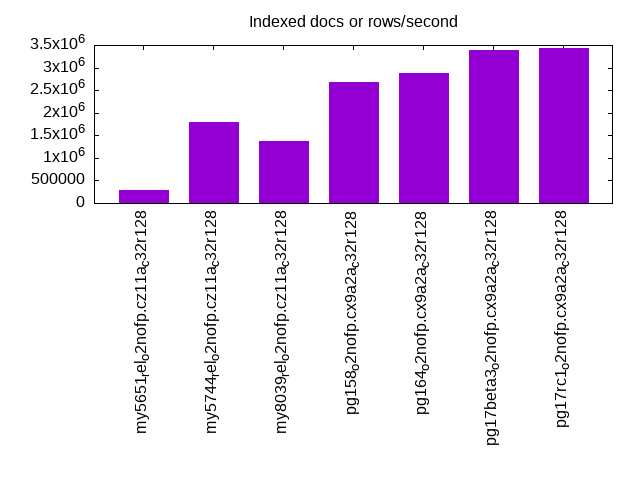 Indexed docs or rows/second
3.5x10^6
3x10^6
2.5x10^6
2x10^6
1.5x10^6
1x10^6
500000
0
my5651_rel_o2nofp.cz11a_c32r128
my5744_rel_o2nofp.cz11a_c32r128
my8039_rel_o2nofp.cz11a_c32r128
pg158_o2nofp.cx9a2a_c32r128
pg164_o2nofp.cx9a2a_c32r128
pg17beta3_o2nofp.cx9a2a_c32r128
pg17rc1_o2nofp.cx9a2a_c32r128